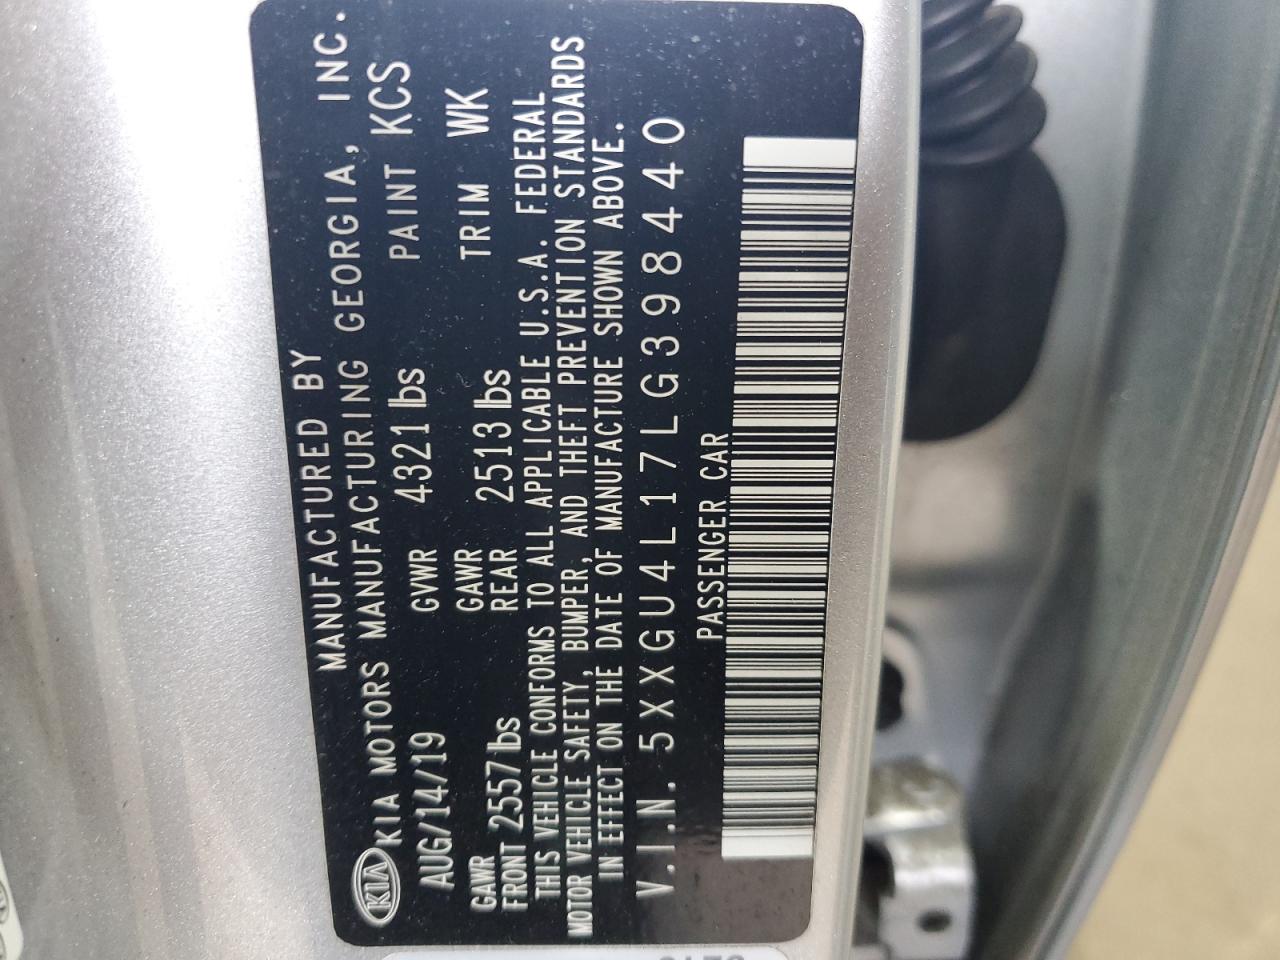 MANUFACTURED BY
KIA KIA MOTORS MANUFACTURING GEORGIA, INC.
AUG/14/19 GVWR 4321 lbs PAINT KCS
GAWR FRONT 2557 lbs GAWR REAR 2513 lbs TRIM WK
THIS VEHICLE CONFORMS TO ALL APPLICABLE U.S.A. FEDERAL
MOTOR VEHICLE SAFETY, BUMPER, AND THEFT PREVENTION STANDARDS
IN EFFECT ON THE DATE OF MANUFACTURE SHOWN ABOVE.
V.I.N. 5XXGU4L17LG398440
PASSENGER CAR